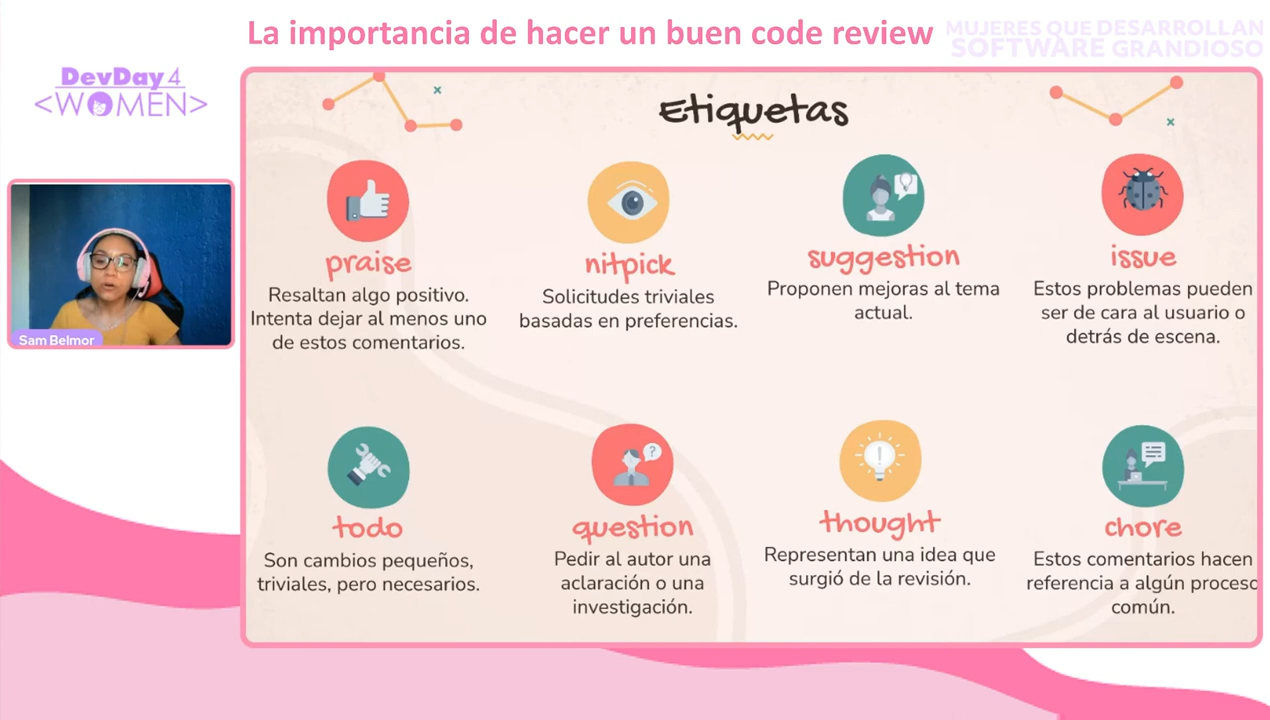 La importancia de hacer un buen code review
MUJERES QUE DESARROLLAN
SOFTWARE GRANDIOSO
DevDay 4
<WOMEN>
Sam Belmor
Etiquetas
praise
Resaltan algo positivo.
Intenta dejar al menos uno
de estos comentarios.
nitpick
Solicitudes triviales
basadas en preferencias.
suggestion
Proponen mejoras al tema
actual.
issue
Estos problemas pueden
ser de cara al usuario o
detrás de escena.
todo
Son cambios pequeños,
triviales, pero necesarios.
question
Pedir al autor una
aclaración o una
investigación.
thought
Representan una idea que
surgió de la revisión.
chore
Estos comentarios hacen
referencia a algún proceso
común.